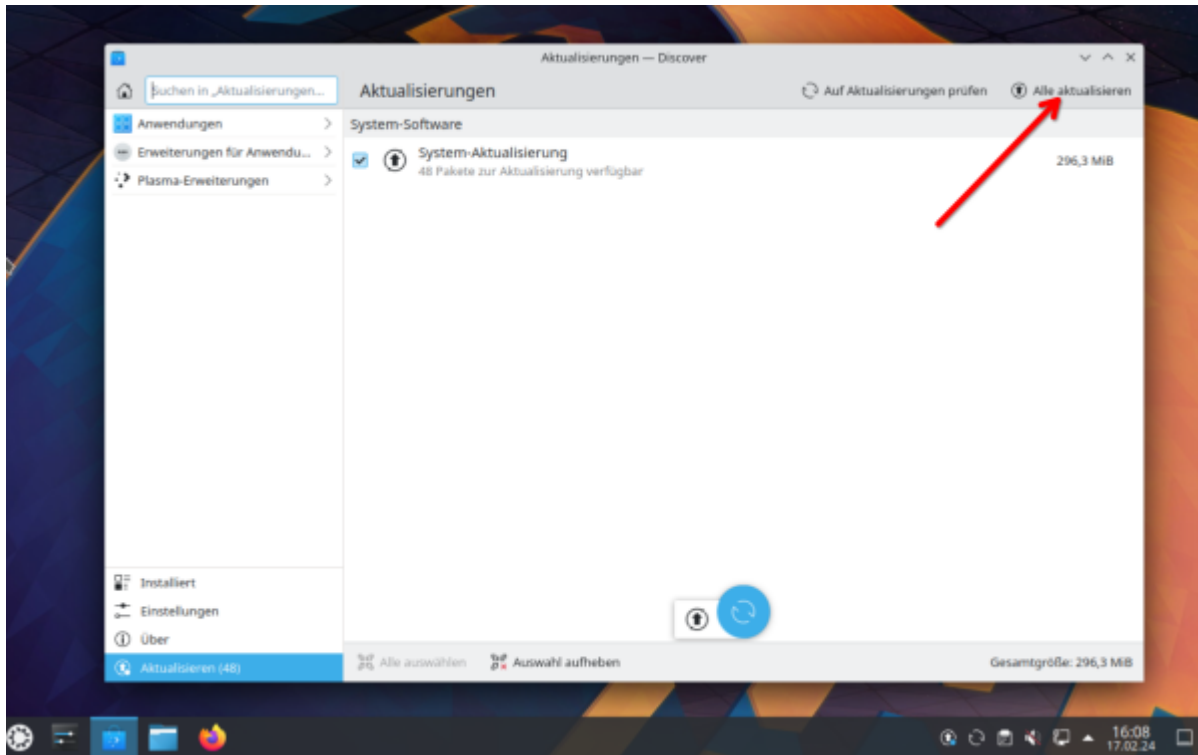 Aktualisierungen — Discover
Suchen in „Aktualisierungen...
Aktualisierungen
Auf Aktualisierungen prüfen
Alle aktualisieren
Anwendungen
Erweiterungen für Anwendu...
Plasma-Erweiterungen
System-Software
System-Aktualisierung
296,3 MiB
48 Pakete zur Aktualisierung verfügbar
Installiert
Einstellungen
Über
Aktualisieren (48)
Alle auswählen
Auswahl aufheben
Gesamtgröße: 296,3 MiB
16:08
17.02.24